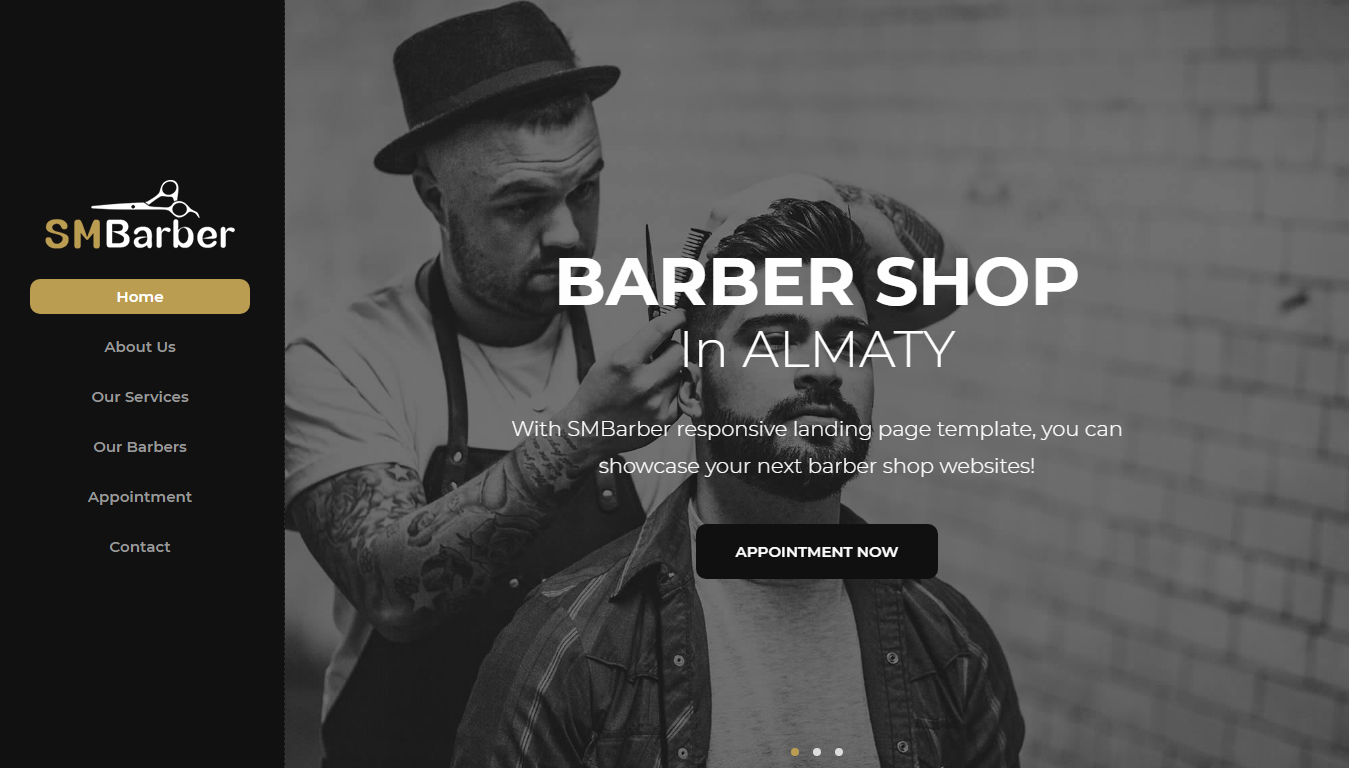 SMBarber
Home
About Us
Our Services
Our Barbers
Appointment
Contact
BARBER SHOP
In ALMATY
With SMBarber responsive landing page template, you can
showcase your next barber shop websites!
APPOINTMENT NOW